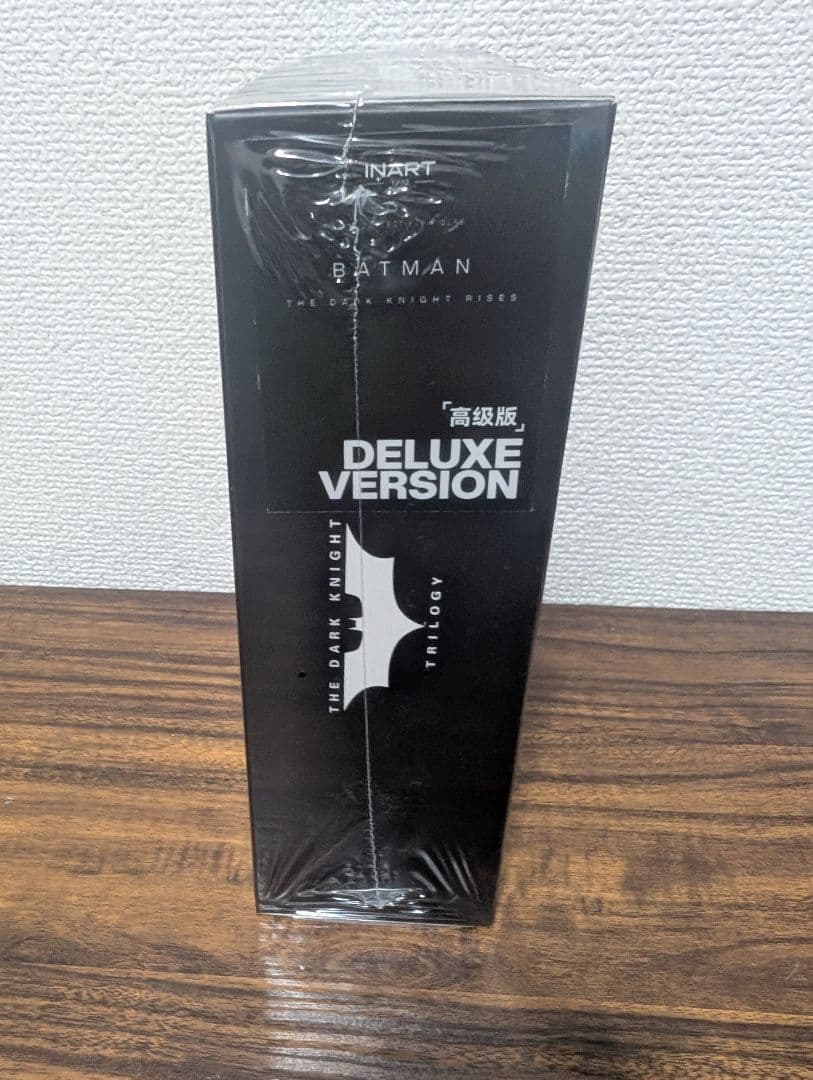 INART
BATMAN
THE DARK KNIGHT RISES
「高级版」
DELUXE
VERSION
THE DARK KNIGHT
TRILOGY